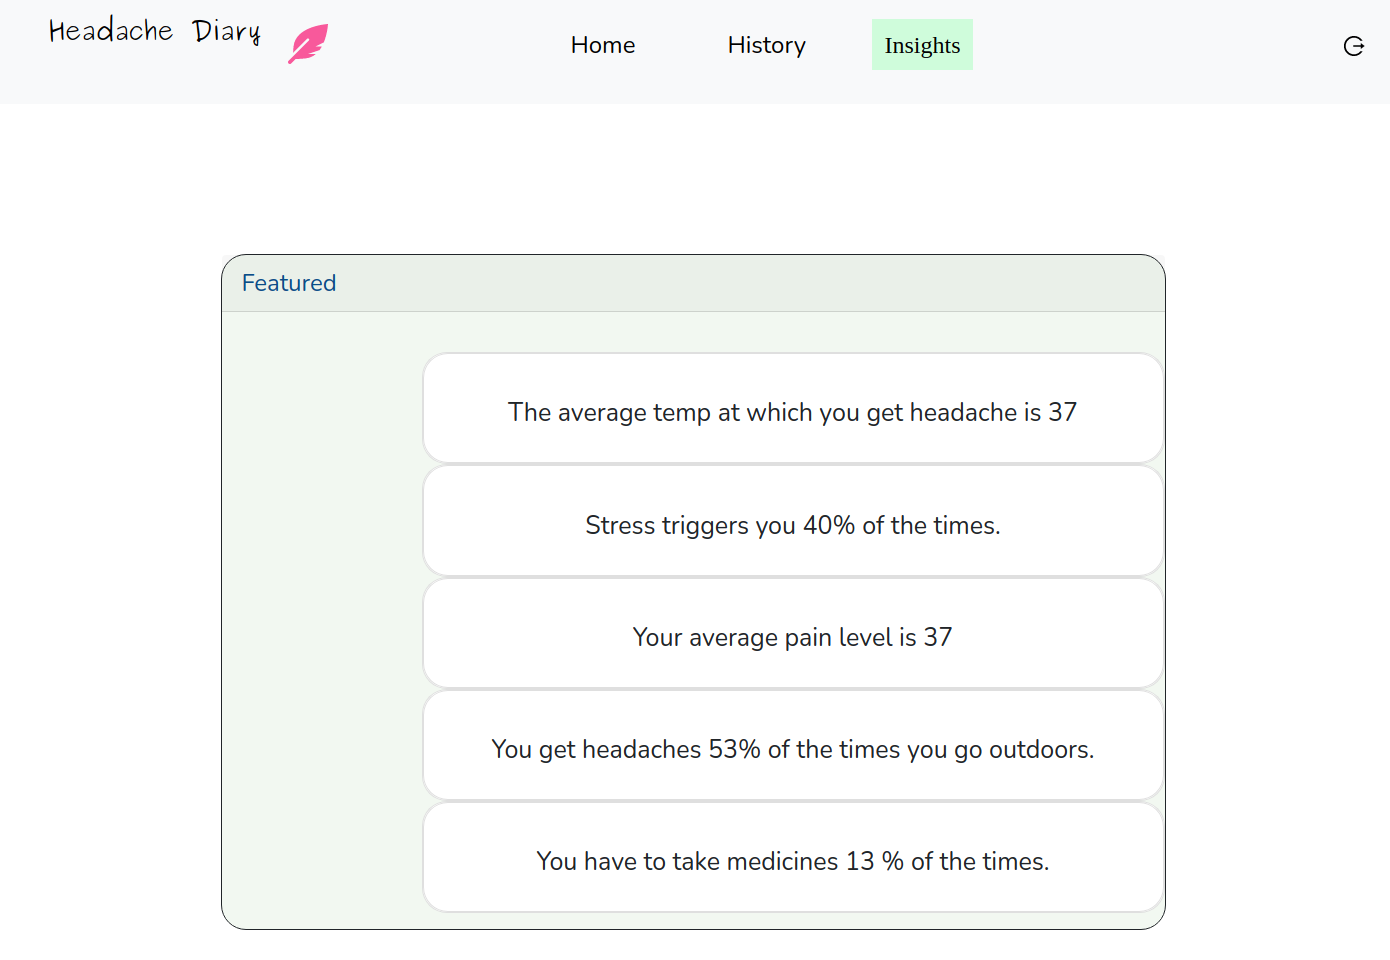 Headache Diary
Home
History
Insights
Featured
The average temp at which you get headache is 37
Stress triggers you 40% of the times.
Your average pain level is 37
You get headaches 53% of the times you go outdoors.
You have to take medicines 13 % of the times.